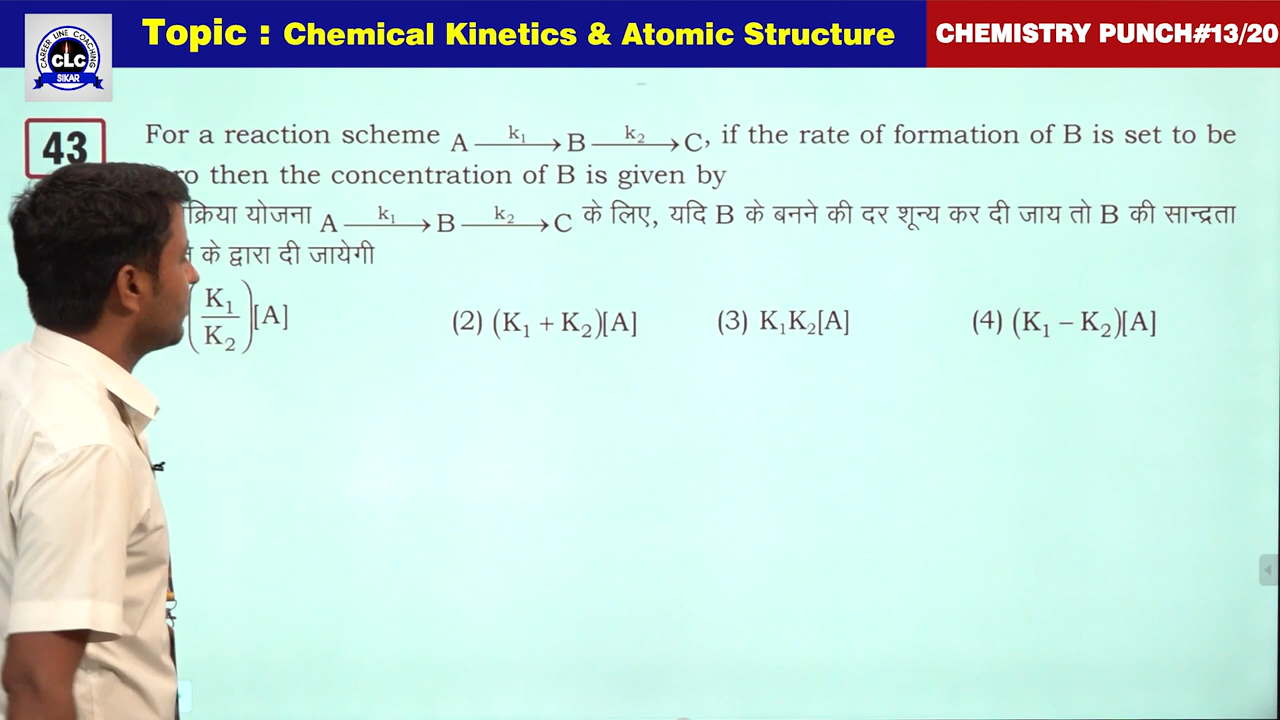 CAREER LINE COACHING
CLC
SIKAR
Topic : Chemical Kinetics & Atomic Structure
CHEMISTRY PUNCH#13/20
43
For a reaction scheme A —k₁→ B —k₂→ C, if the rate of formation of B is set to be
then the concentration of B is given by
योजना A —k₁→ B —k₂→ C के लिए, यदि B के बनने की दर शून्य कर दी जाय तो B की सान्द्रता
के द्वारा दी जायेगी
(K₁/K₂)[A] (2) (K₁ + K₂)[A] (3) K₁K₂[A] (4) (K₁ − K₂)[A]